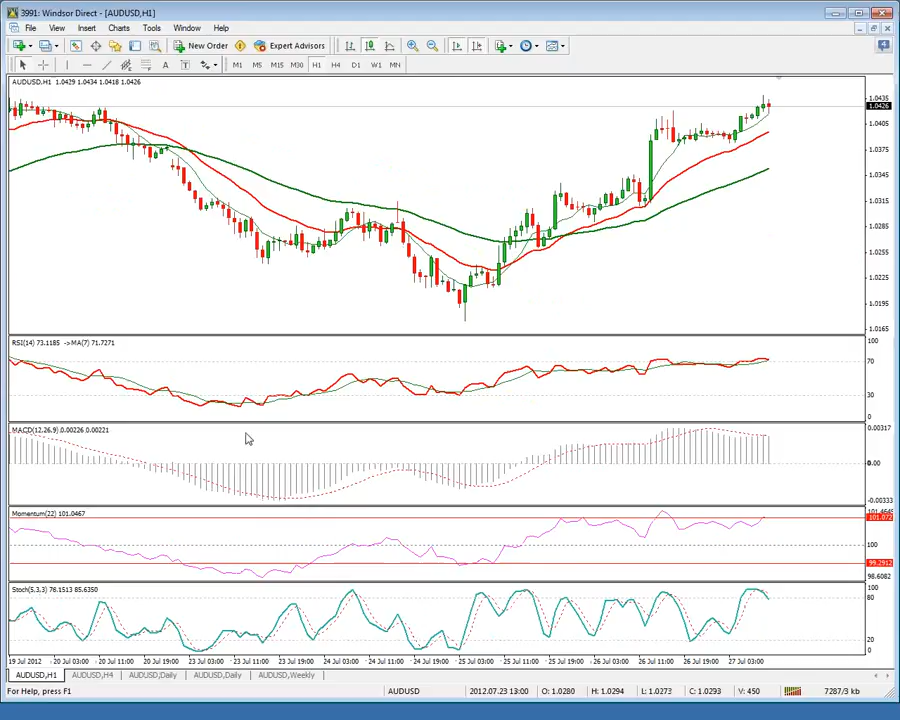 3991: Windsor Direct - [AUDUSD,H1]
File View Insert Charts Tools Window Help
New Order Expert Advisors 4
A T M1 M5 M15 M30 H1 H4 D1 W1 MN
AUDUSD,H1 1.0429 1.0434 1.0418 1.0426
1.0435
1.0426
1.0405
1.0375
1.0345
1.0315
1.0285
1.0255
1.0225
1.0195
1.0165
RSI(14) 73.1185 ->MA(7) 71.7271
100
70
30
0
MACD(12,26,9) 0.00226 0.00221
0.00317
0.00
-0.00333
Momentum(22) 101.0467
101.4645
101.072
100
99.2912
98.6082
Stoch(5,3,3) 78.1513 85.6350
100
80
20
0
19 Jul 2012 20 Jul 03:00 20 Jul 11:00 20 Jul 19:00 23 Jul 03:00 23 Jul 11:00 23 Jul 19:00 24 Jul 03:00 24 Jul 11:00 24 Jul 19:00 25 Jul 03:00 25 Jul 11:00 25 Jul 19:00 26 Jul 03:00 26 Jul 11:00 26 Jul 19:00 27 Jul 03:00
AUDUSD,H1 AUDUSD,H4 AUDUSD,Daily AUDUSD,Daily AUDUSD,Weekly
For Help, press F1 AUDUSD 2012.07.23 13:00 O: 1.0280 H: 1.0294 L: 1.0273 C: 1.0293 V: 450 7287/3 kb